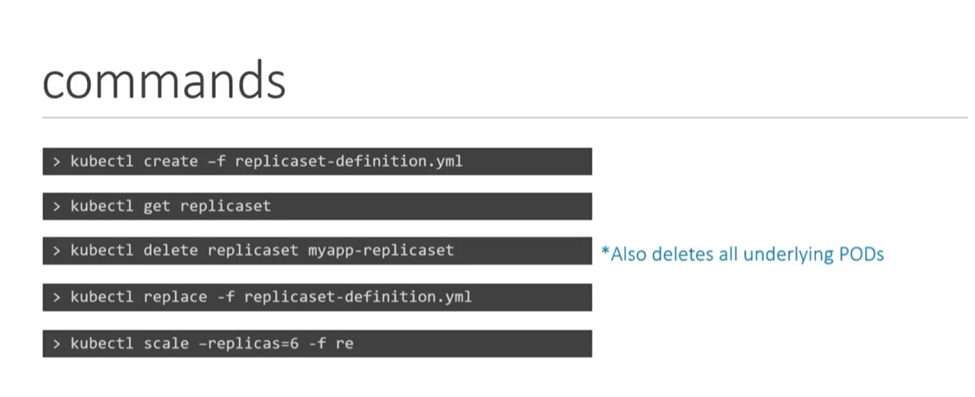 commands
> kubectl create –f replicaset-definition.yml
> kubectl get replicaset
> kubectl delete replicaset myapp-replicaset *Also deletes all underlying PODs
> kubectl replace -f replicaset-definition.yml
> kubectl scale –replicas=6 -f re